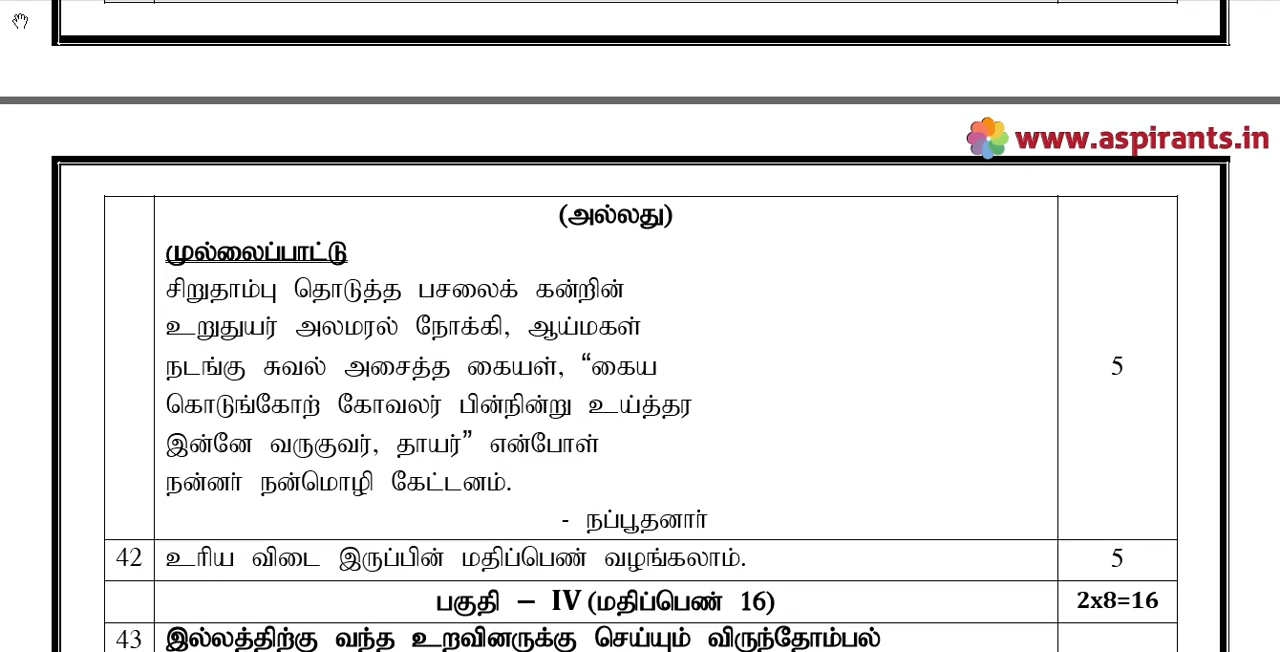 www.aspirants.in
(அல்லது)
முல்லைப்பாட்டு
சிறுதாம்பு தொடுத்த பசலைக் கன்றின்
உறுதுயர் அலமரல் நோக்கி, ஆய்மகள்
நடங்கு சுவல் அசைத்த கையள், “கைய
கொடுங்கோற் கோவலர் பின்நின்று உய்த்தர
இன்னே வருகுவர், தாயர்” என்போள்
நன்னர் நன்மொழி கேட்டனம்.
- நப்பூதனார்
5
42 உரிய விடை இருப்பின் மதிப்பெண் வழங்கலாம். 5
பகுதி – IV (மதிப்பெண் 16) 2x8=16
43 இல்லத்திற்கு வந்த உறவினருக்கு செய்யும் விருந்தோம்பல்